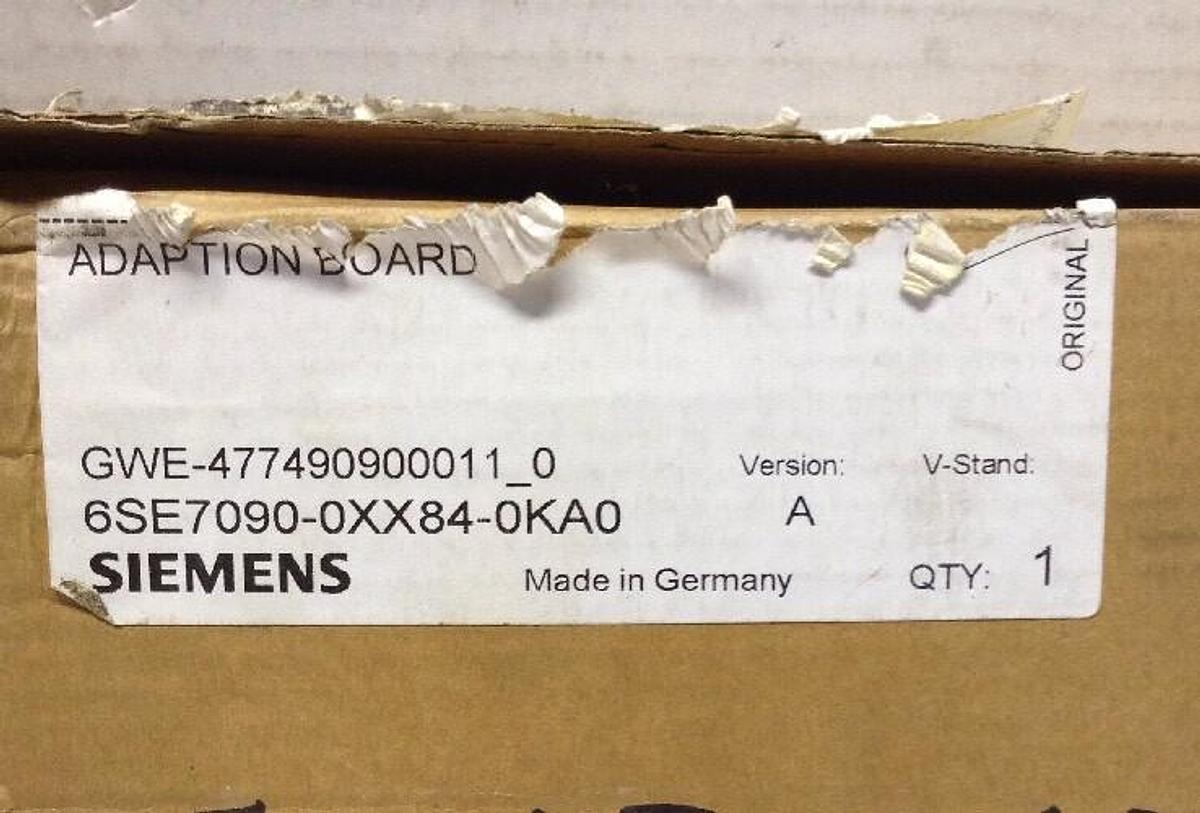 ADAPTION BOARD
ORIGINAL
GWE-477490900011_0
Version:
V-Stand:
6SE7090-0XX84-0KA0
A
SIEMENS
Made in Germany
QTY: 1